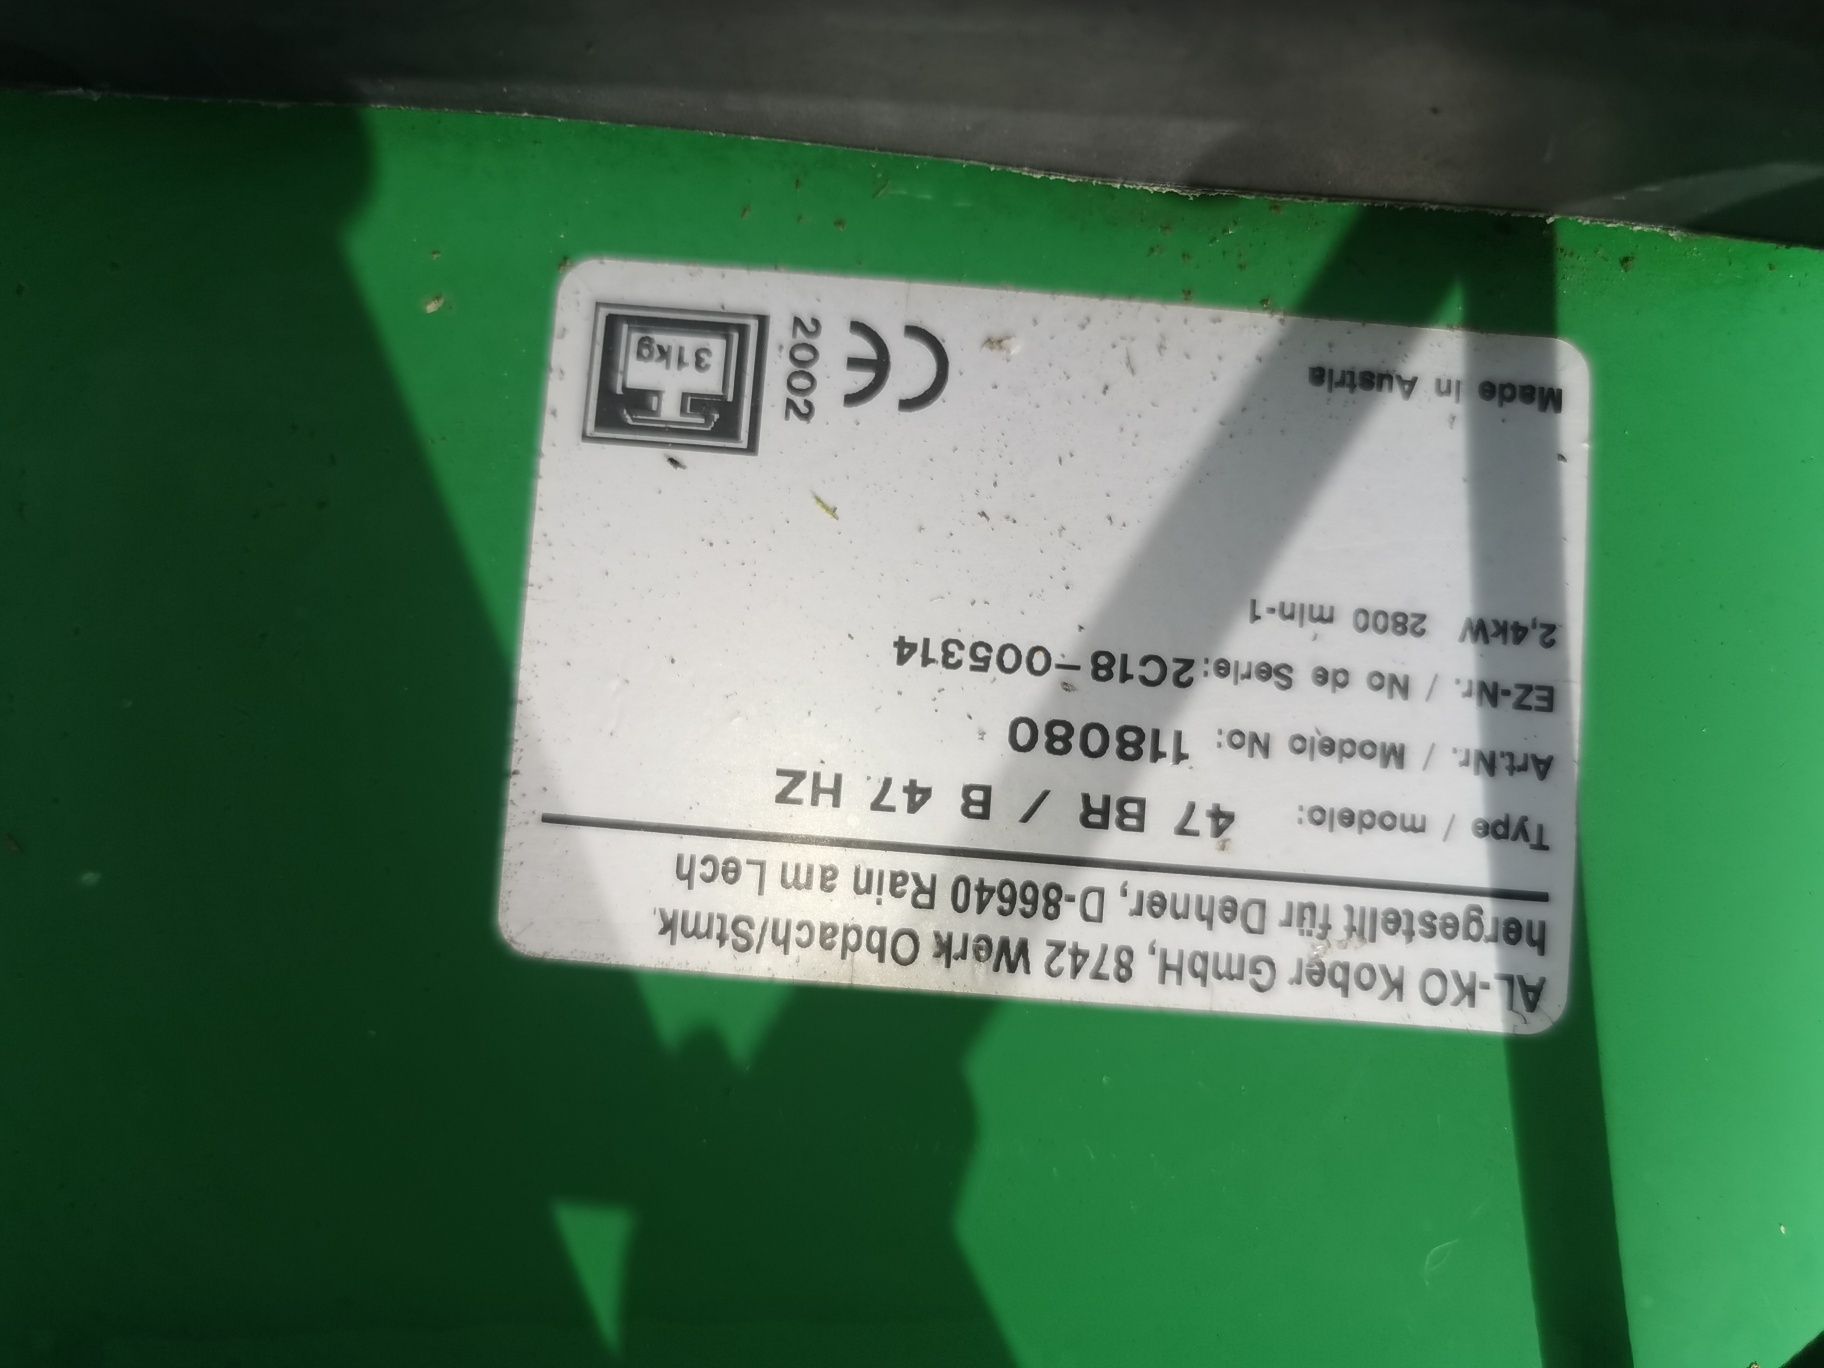 AL-KO Kober GmbH, 8742 Werk Obdach/Stmk.
hergestellt für Dehner, D-86640 Rain am Lech
Type / modelo: 47 BR / B 47 HZ
Art.Nr. / Modelo No: 118080
EZ-Nr. / No de Serie: 2C18-005314
2,4kW 2800 min-1
Made in Austria
CE
2002
31kg